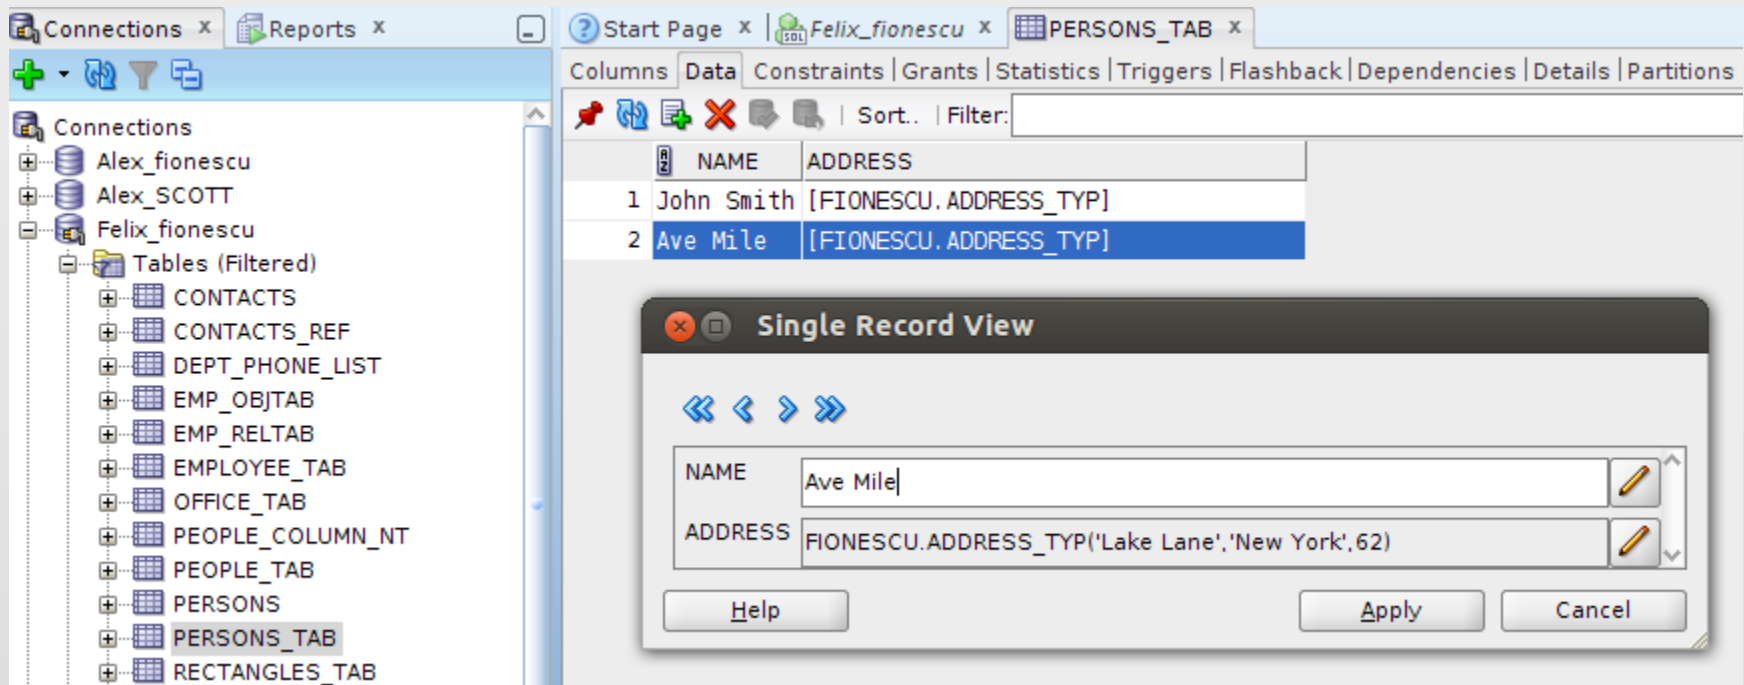 Connections x Reports x
Connections
Alex_fionescu
Alex_SCOTT
Felix_fionescu
Tables (Filtered)
CONTACTS
CONTACTS_REF
DEPT_PHONE_LIST
EMP_OBJTAB
EMP_RELTAB
EMPLOYEE_TAB
OFFICE_TAB
PEOPLE_COLUMN_NT
PEOPLE_TAB
PERSONS
PERSONS_TAB
RECTANGLES_TAB
? Start Page x | SQL Felix_fionescu x PERSONS_TAB x
Columns Data Constraints | Grants | Statistics | Triggers | Flashback | Dependencies | Details | Partitions
| Sort.. | Filter:
AZ NAME ADDRESS
1 John Smith [FIONESCU.ADDRESS_TYP]
2 Ave Mile [FIONESCU.ADDRESS_TYP]
Single Record View
NAME Ave Mile
ADDRESS FIONESCU.ADDRESS_TYP('Lake Lane','New York',62)
Help Apply Cancel